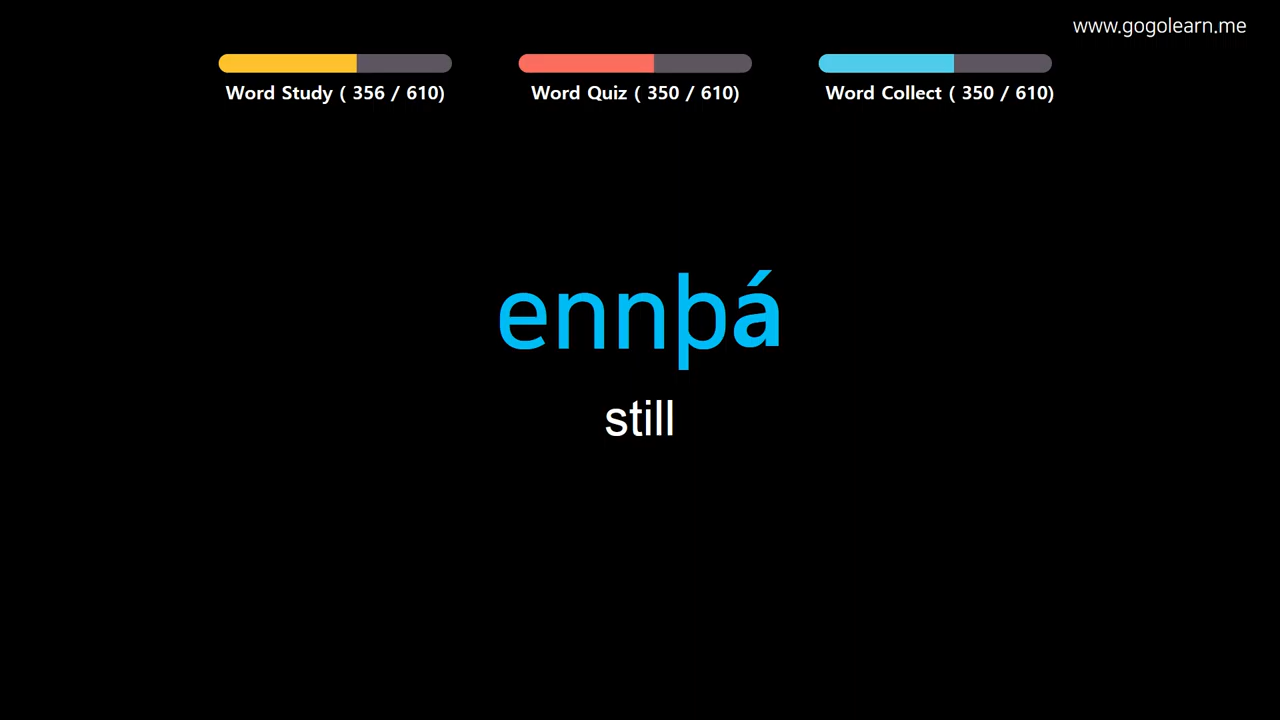 www.gogolearn.me
Word Study ( 356 / 610)
Word Quiz ( 350 / 610)
Word Collect ( 350 / 610)
ennþá
still